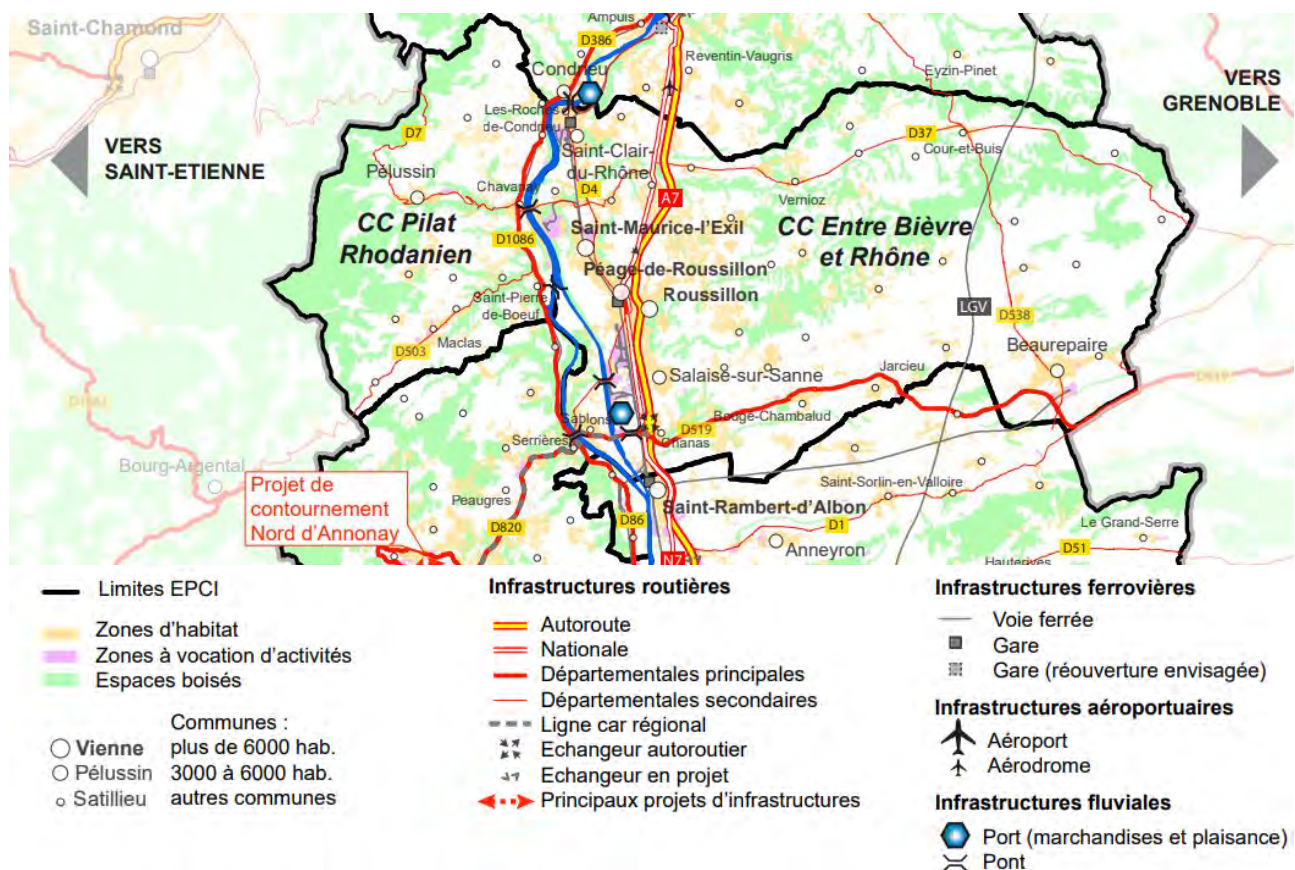 Saint-Chamond
Ampuis
D386
Reventin-Vaugris
Eyzin-Pinet
VERS
GRENOBLE
Condrieu
Les-Roches
de-Condrieu
D7
VERS
SAINT-ETIENNE
D37
Cour-et-Buis
Saint-Clair-
du-Rhône
Pélussin
Chavanay
D4
A7
Vernioz
CC Pilat
Rhodanien
D1086
Saint-Maurice-l'Exil
CC Entre Bièvre
et Rhône
Péage-de-Roussillon
Roussillon
Saint-Pierre
de-Boeuf
LGV
D538
Maclas
D503
Beaurepaire
Jarcieu
Salaise-sur-Sanne
D519
Bougé-Chambalud
Sablons
D519
Chanas
Serrières
Bourg-Argental
Projet de
contournement
Nord d'Annonay
Peaugres
Saint-Sorlin-en-Valloire
Saint-Rambert-d'Albon
D820
D86
D1
Le Grand-Serre
Anneyron
D51
N7
Hauterives
Limites EPCI
Zones d'habitat
Zones à vocation d'activités
Espaces boisés
Communes :
Vienne plus de 6000 hab.
Pélussin 3000 à 6000 hab.
Satillieu autres communes
Infrastructures routières
Autoroute
Nationale
Départementales principales
Départementales secondaires
Ligne car régional
Echangeur autoroutier
Echangeur en projet
Principaux projets d'infrastructures
Infrastructures ferrovières
Voie ferrée
Gare
Gare (réouverture envisagée)
Infrastructures aéroportuaires
Aéroport
Aérodrome
Infrastructures fluviales
Port (marchandises et plaisance)
Pont